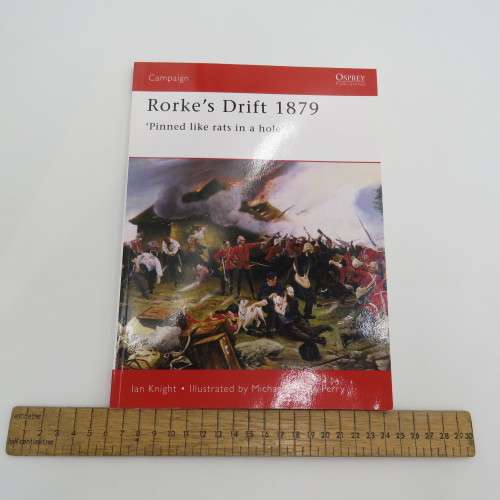 Campaign
OSPREY
Rorke's Drift 1879
'Pinned like rats in a hole'
Ian Knight • Illustrated by Michael Perry
1 2 3 4 5 6 7 8 9 10 11 12 13 14 15 16 17 18 19 20 21 22 23 24 25 26 27 28 29 30
half centimetre